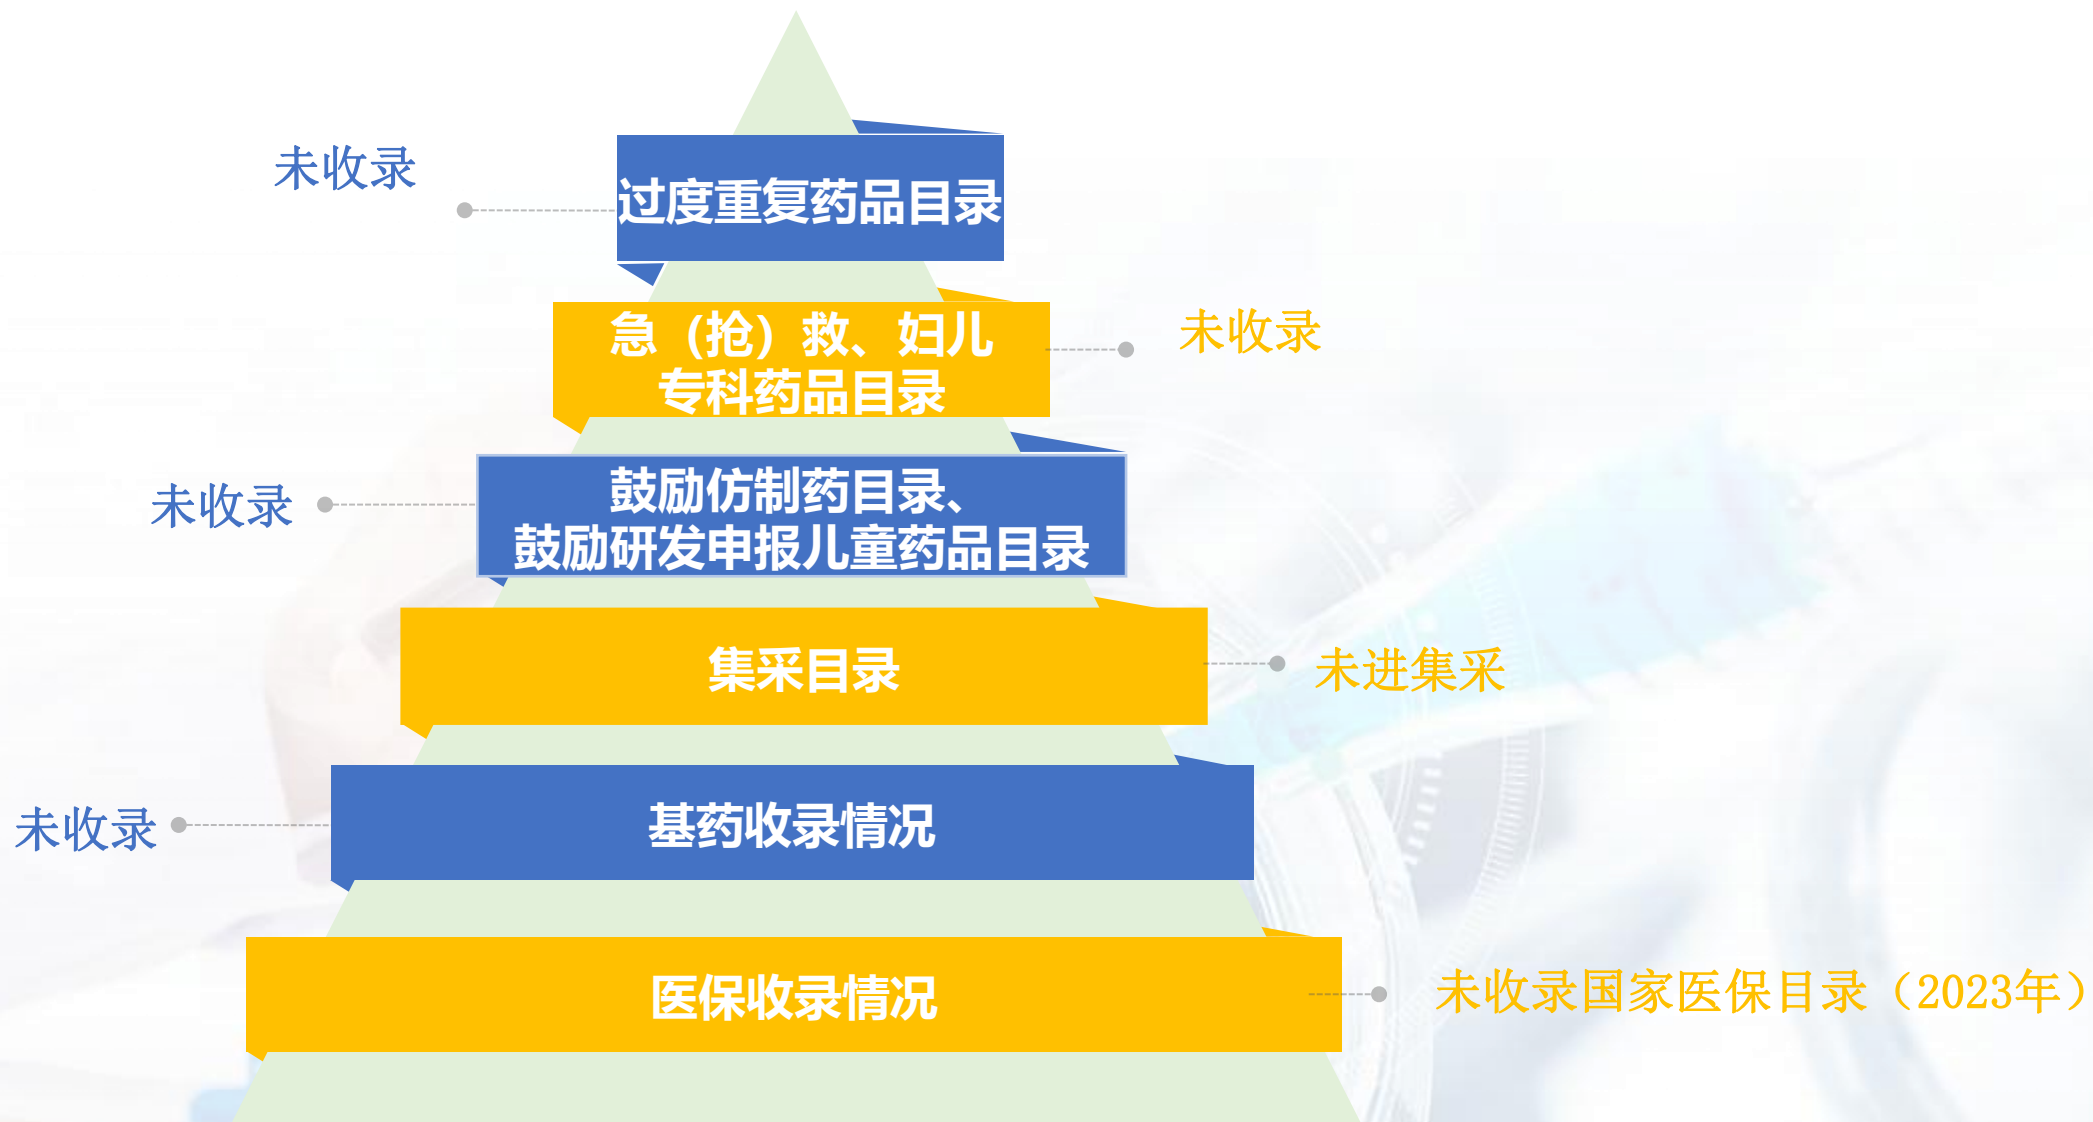 未收录
过度重复药品目录
急（抢）救、妇儿
专科药品目录
未收录
未收录
鼓励仿制药目录、
鼓励研发申报儿童药品目录
集采目录
未进集采
未收录
基药收录情况
医保收录情况
未收录国家医保目录（2023年）